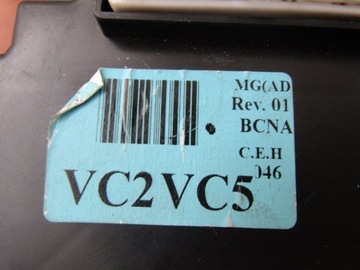 MG(AD
Rev. 01
BCNA
C.E.H
046
VC2VC5